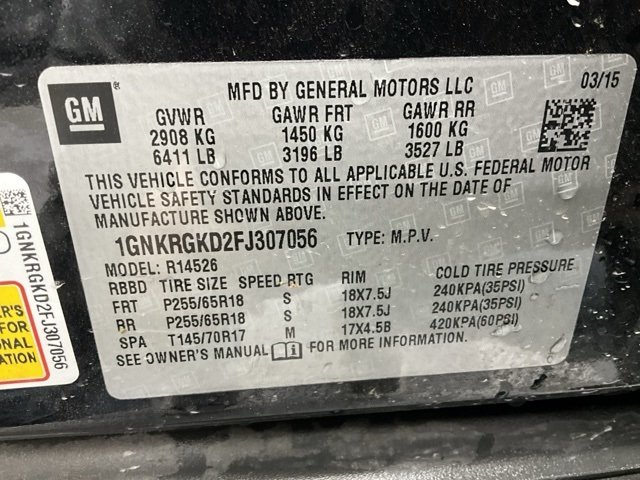 GM
MFD BY GENERAL MOTORS LLC
03/15
GVWR GAWR FRT GAWR RR
2908 KG 1450 KG 1600 KG
6411 LB 3196 LB 3527 LB
THIS VEHICLE CONFORMS TO ALL APPLICABLE U.S. FEDERAL MOTOR
VEHICLE SAFETY STANDARDS IN EFFECT ON THE DATE OF
MANUFACTURE SHOWN ABOVE.
1GNKRGKD2FJ307056 TYPE: M.P.V.
MODEL: R14526
RBBD TIRE SIZE SPEED RTG RIM COLD TIRE PRESSURE
FRT P255/65R18 S 18X7.5J 240KPA(35PSI)
RR P255/65R18 S 18X7.5J 240KPA(35PSI)
SPA T145/70R17 M 17X4.5B 420KPA(60PSI)
SEE OWNER'S MANUAL FOR MORE INFORMATION.
1GNKRGKD2FJ307056
ER'S
FOR
IONAL
ATION